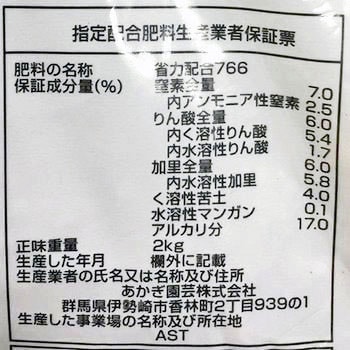 指定配合肥料生産業者保証票
肥料の名称 省力配合766
保証成分量(%) 窒素全量 7.0
内アンモニア性窒素 2.5
りん酸全量 6.0
内く溶性りん酸 5.4
内水溶性りん酸 1.7
加里全量 6.0
内水溶性加里 5.8
く溶性苦土 4.0
水溶性マンガン 0.1
アルカリ分 17.0
正味重量 2kg
生産した年月 欄外に記載
生産業者の氏名又は名称及び住所
あかぎ園芸株式会社
群馬県伊勢崎市香林町2丁目939の1
生産した事業場の名称及び所在地
AST